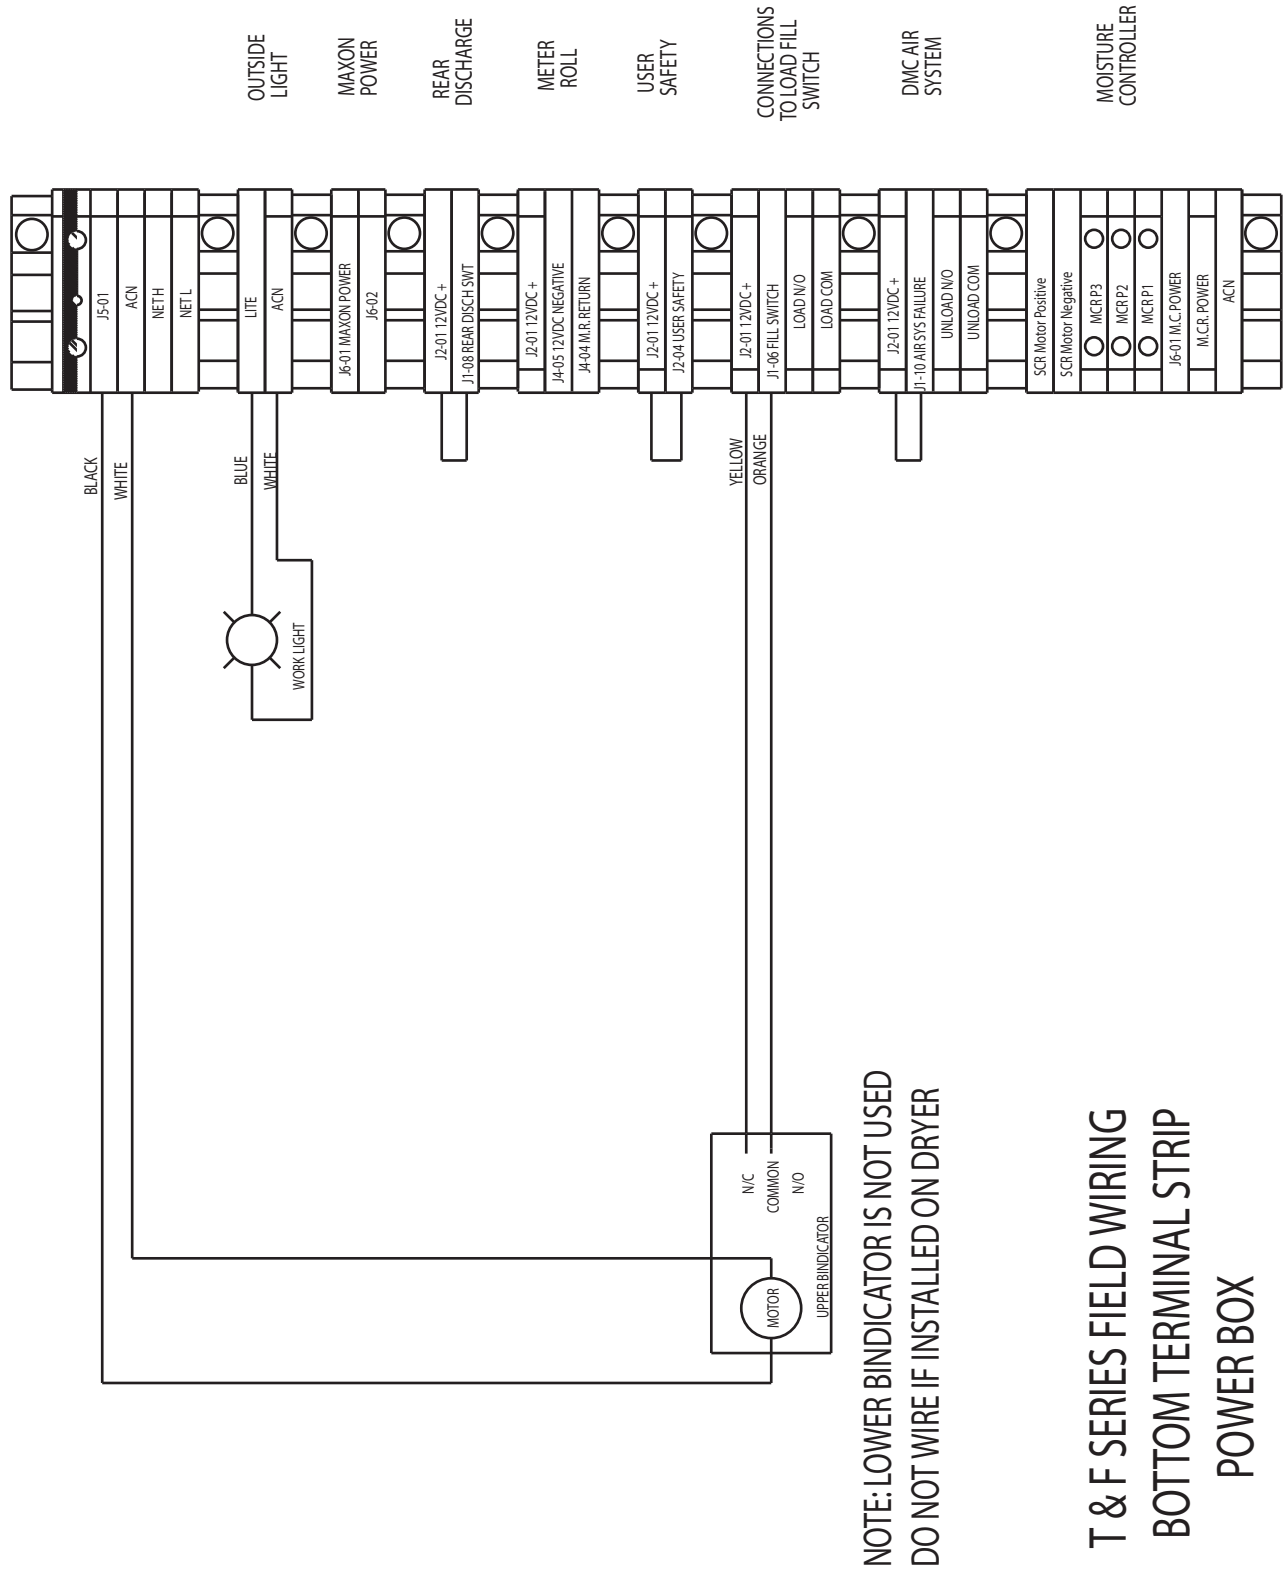 OUTSIDE
LIGHT
MAXON
POWER
REAR
DISCHARGE
METER
ROLL
USER
SAFETY
CONNECTIONS
TO LOAD FILL
SWITCH
DMC AIR
SYSTEM
MOISTURE
CONTROLLER
J5-01
ACN
NET H
NET L
LITE
ACN
J6-01 MAXON POWER
J6-02
J2-01 12VDC +
J1-08 REAR DISCH SWT
J2-01 12VDC +
J4-05 12VDC NEGATIVE
J4-04 M.R. RETURN
J2-01 12VDC +
J2-04 USER SAFETY
J2-01 12VDC +
J1-06 FILL SWITCH
LOAD N/O
LOAD COM
J2-01 12VDC +
J1-10 AIR SYS FAILURE
UNLOAD N/O
UNLOAD COM
SCR Motor Positive
SCR Motor Negative
MCR P3
MCR P2
MCR P1
J6-01 M.C.POWER
M.C.R. POWER
ACN
BLACK
WHITE
BLUE
WHITE
YELLOW
ORANGE
WORK LIGHT
N/C
COMMON
N/O
MOTOR
UPPER BINDICATOR
NOTE: LOWER BINDICATOR IS NOT USED
DO NOT WIRE IF INSTALLED ON DRYER
T & F SERIES FIELD WIRING
BOTTOM TERMINAL STRIP
POWER BOX